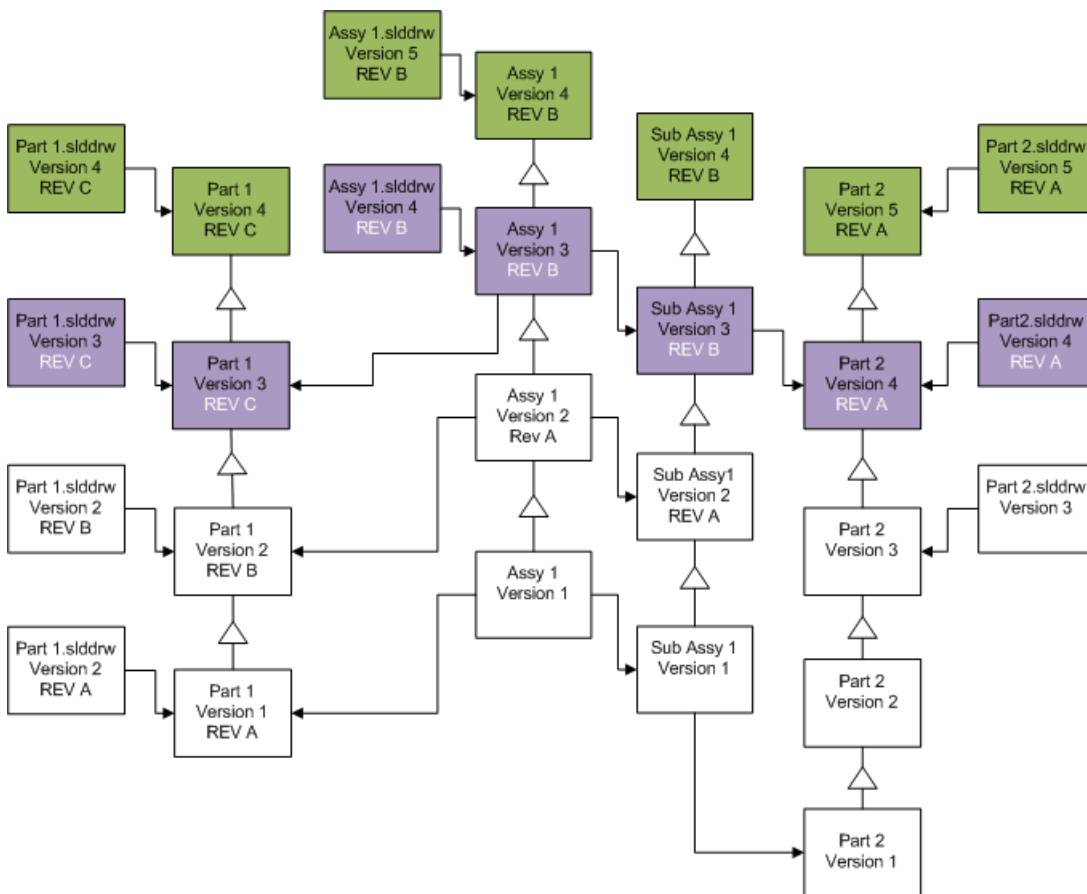 Assy 1.slddrw
Version 5
REV B
Assy 1
Version 4
REV B
Part 1.slddrw
Version 4
REV C
Part 1
Version 4
REV C
Assy 1.slddrw
Version 4
REV B
Sub Assy 1
Version 4
REV B
Part 2
Version 5
REV A
Part 2.slddrw
Version 5
REV A
Assy 1
Version 3
REV B
Part 1.slddrw
Version 3
REV C
Part 1
Version 3
REV C
Sub Assy 1
Version 3
REV B
Part 2
Version 4
REV A
Part2.slddrw
Version 4
REV A
Assy 1
Version 2
Rev A
Part 1.slddrw
Version 2
REV B
Part 1
Version 2
REV B
Sub Assy1
Version 2
REV A
Part 2
Version 3
Part 2.slddrw
Version 3
Assy 1
Version 1
Part 1.slddrw
Version 2
REV A
Part 1
Version 1
REV A
Sub Assy 1
Version 1
Part 2
Version 2
Part 2
Version 1